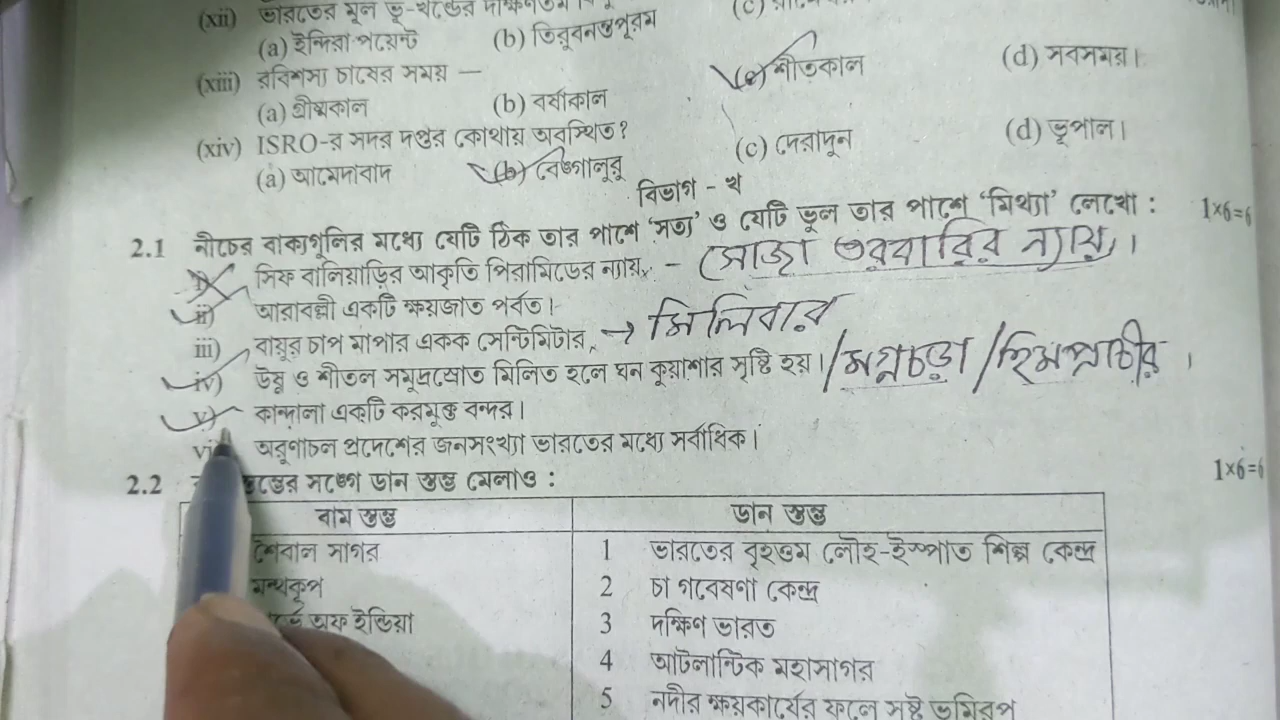 (xii) ভারতের মূল ভূ-খণ্ডের দক্ষিণতম
(a) ইন্দিরা পয়েন্ট (b) তিরুবনন্তপুরম (c)
(xiii) রবিশস্য চাষের সময় —
(a) গ্রীষ্মকাল (b) বর্ষাকাল (c) শীতকাল (d) সবসময়।
(xiv) ISRO-র সদর দপ্তর কোথায় অবস্থিত?
(a) আমেদাবাদ (b) বেঙ্গালুরু (c) দেরাদুন (d) ভূপাল।
বিভাগ - খ
2.1 নীচের বাক্যগুলির মধ্যে যেটি ঠিক তার পাশে 'সত্য' ও যেটি ভুল তার পাশে 'মিথ্যা' লেখো : 1×6=6
i) সিফ বালিয়াড়ির আকৃতি পিরামিডের ন্যায়। - সোজা তরবারির ন্যায়।
ii) আরাবল্লী একটি ক্ষয়জাত পর্বত।
iii) বায়ুর চাপ মাপার একক সেন্টিমিটার → মিলিবার
iv) উষ্ণ ও শীতল সমুদ্রস্রোত মিলিত হলে ঘন কুয়াশার সৃষ্টি হয়। /মগ্নচড়া /হিমপ্রাচীর।
v) কান্দালা একটি করমুক্ত বন্দর।
vi) অরুণাচল প্রদেশের জনসংখ্যা ভারতের মধ্যে সর্বাধিক।
2.2 স্তম্ভের সঙ্গে ডান স্তম্ভ মেলাও : 1×6=6
বাম স্তম্ভ ডান স্তম্ভ
শৈবাল সাগর 1 ভারতের বৃহত্তম লৌহ-ইস্পাত শিল্প কেন্দ্র
মন্থকূপ 2 চা গবেষণা কেন্দ্র
অফ ইন্ডিয়া 3 দক্ষিণ ভারত
4 আটলান্টিক মহাসাগর
5 নদীর ক্ষয়কার্যের ফলে সৃষ্ট ভূমিরূপ